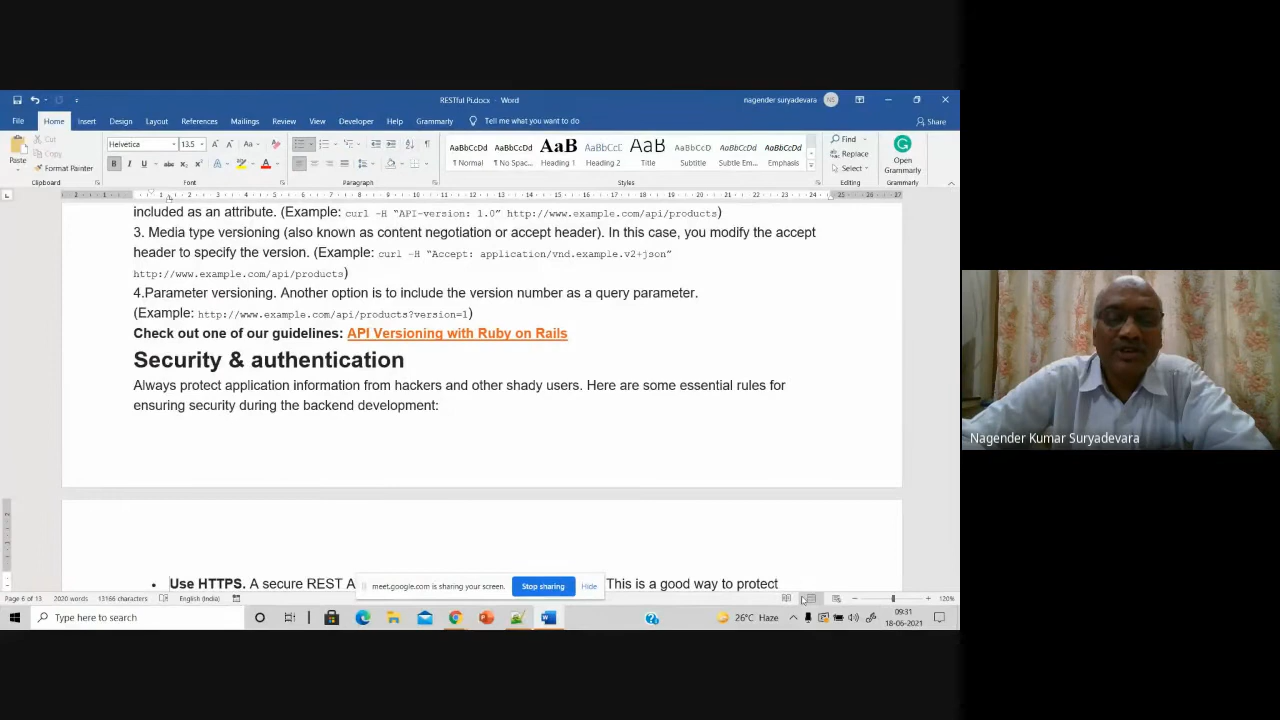 RESTful Pi.docx - Word
nagender suryadevara NS
File Home Insert Design Layout References Mailings Review View Developer Help Grammarly Tell me what you want to do Share
Paste Cut Copy Format Painter
Clipboard
Helvetica 13.5
Font
Paragraph
AaBbCcDd AaBbCcDd AaBb AaBbCc AaB AaBbCcDd AaBbCcDd AaBbCcDd
¶ Normal ¶ No Spac... Heading 1 Heading 2 Title Subtitle Subtle Em... Emphasis
Styles
Find
Replace
Select
Editing
Open Grammarly
Grammarly
included as an attribute. (Example: curl -H “API-version: 1.0” http://www.example.com/api/products)
3. Media type versioning (also known as content negotiation or accept header). In this case, you modify the accept
header to specify the version. (Example: curl -H “Accept: application/vnd.example.v2+json”
http://www.example.com/api/products)
4.Parameter versioning. Another option is to include the version number as a query parameter.
(Example: http://www.example.com/api/products?version=1)
Check out one of our guidelines: API Versioning with Ruby on Rails
Security & authentication
Always protect application information from hackers and other shady users. Here are some essential rules for
ensuring security during the backend development:
• Use HTTPS. A secure REST A This is a good way to protect
meet.google.com is sharing your screen. Stop sharing Hide
Page 6 of 13 2020 words 13166 characters English (India) 120%
Type here to search
26°C Haze
09:31
18-06-2021
Nagender Kumar Suryadevara